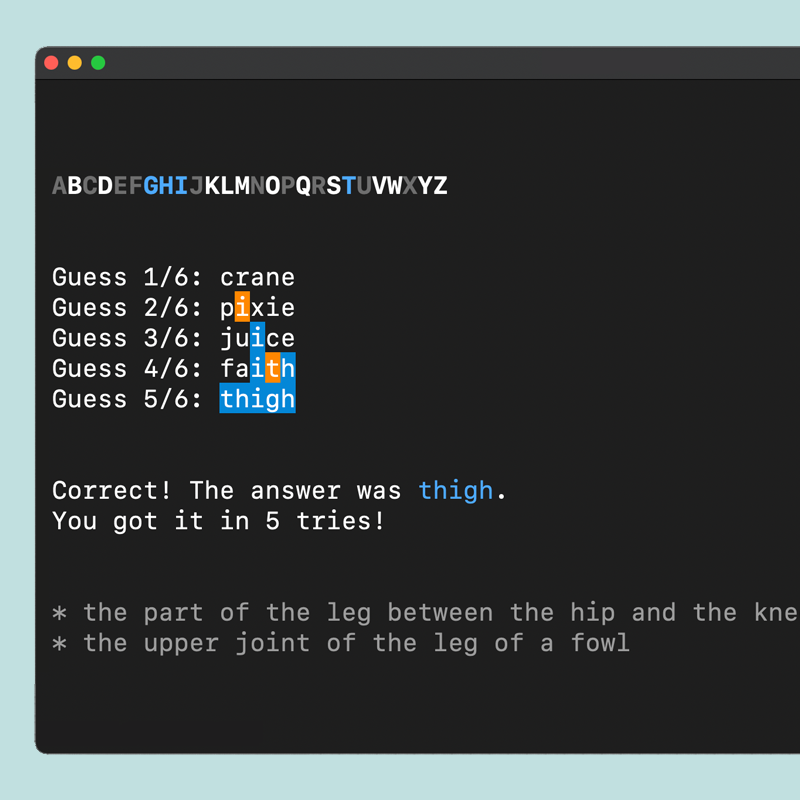 ABCDEFGHIJKLMNOPQRSTUVWXYZ
Guess 1/6: crane
Guess 2/6: pixie
Guess 3/6: juice
Guess 4/6: faith
Guess 5/6: thigh
Correct! The answer was thigh.
You got it in 5 tries!
* the part of the leg between the hip and the kne
* the upper joint of the leg of a fowl